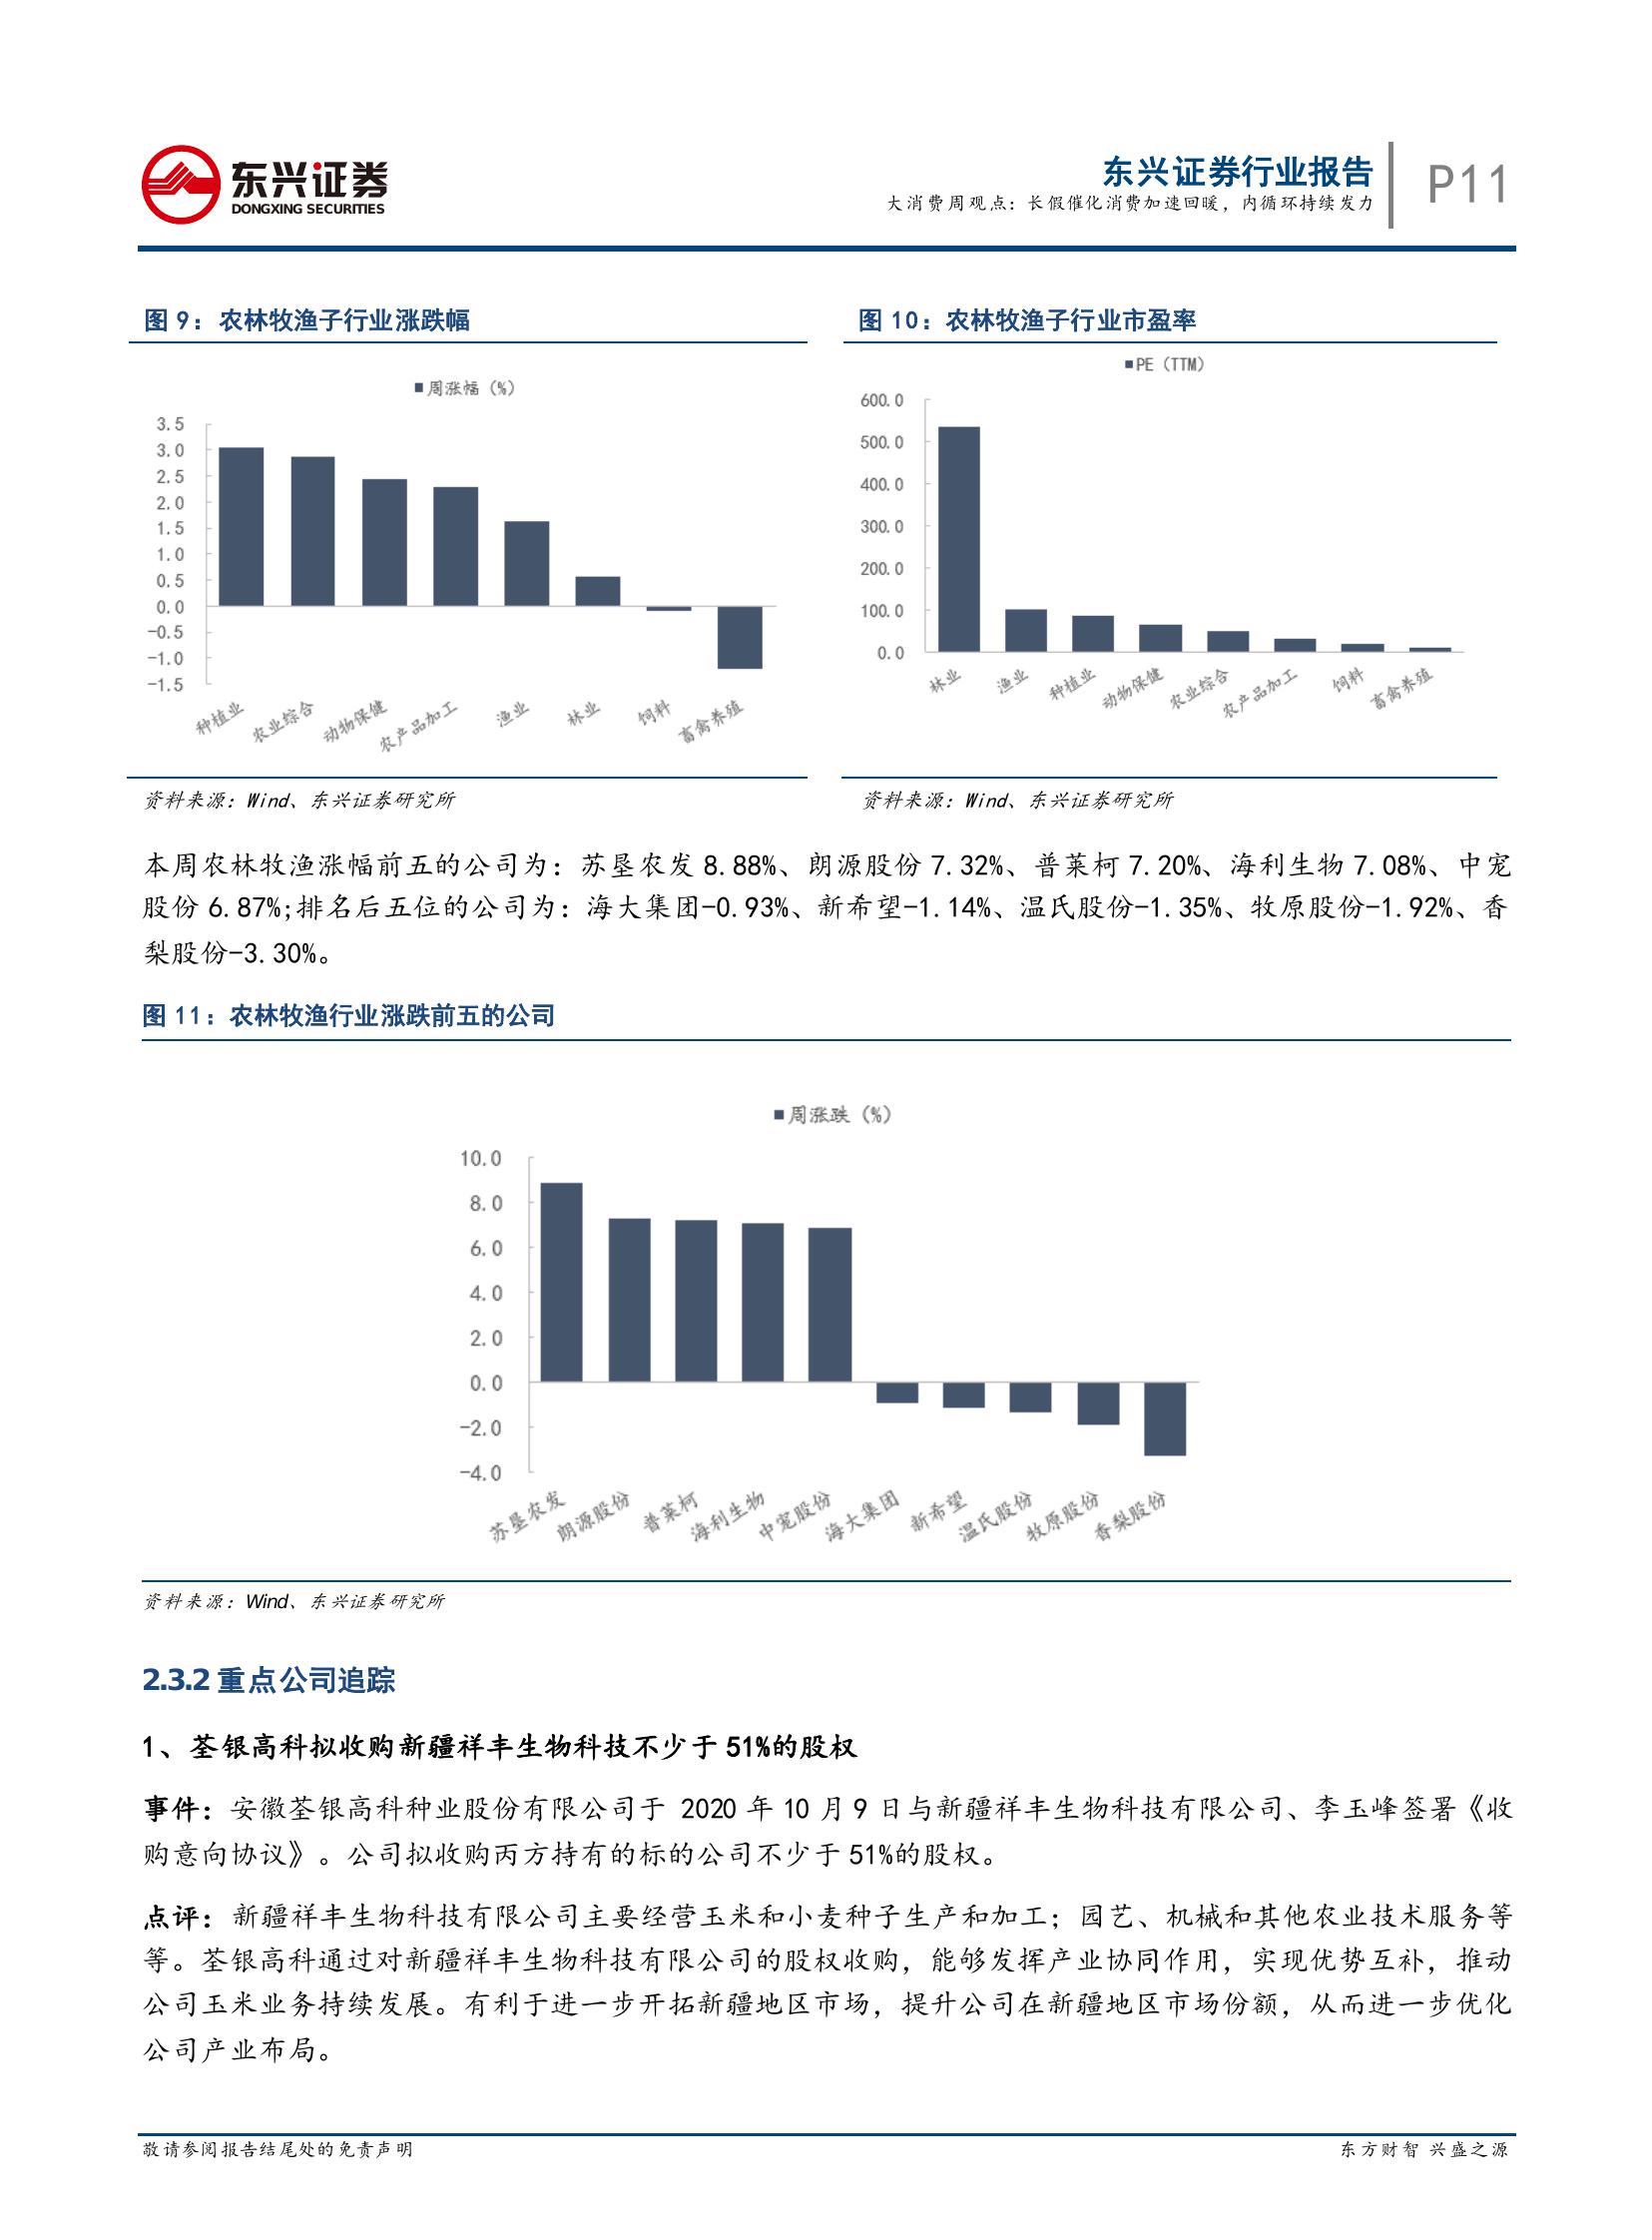 东兴证券
DONGXING SECURITIES
东兴证券行业报告
大消费周观点：长假催化消费加速回暖，内循环持续发力
P11
图 9：农林牧渔子行业涨跌幅
周涨幅（%）
3.5
3.0
2.5
2.0
1.5
1.0
0.5
0.0
-0.5
-1.0
-1.5
种植业
农业综合
动物保健
农产品加工
渔业
林业
饲料
畜禽养殖
资料来源：Wind、东兴证券研究所
图 10：农林牧渔子行业市盈率
PE（TTM）
600.0
500.0
400.0
300.0
200.0
100.0
0.0
林业
渔业
种植业
动物保健
农业综合
农产品加工
饲料
畜禽养殖
资料来源：Wind、东兴证券研究所
本周农林牧渔涨幅前五的公司为：苏垦农发 8.88%、朗源股份 7.32%、普莱柯 7.20%、海利生物 7.08%、中宠
股份 6.87%;排名后五位的公司为：海大集团-0.93%、新希望-1.14%、温氏股份-1.35%、牧原股份-1.92%、香
梨股份-3.30%。
图 11：农林牧渔行业涨跌前五的公司
周涨跌（%）
10.0
8.0
6.0
4.0
2.0
0.0
-2.0
-4.0
苏垦农发
朗源股份
普莱柯
海利生物
中宠股份
海大集团
新希望
温氏股份
牧原股份
香梨股份
资料来源：Wind、东兴证券研究所
2.3.2 重点公司追踪
1、荃银高科拟收购新疆祥丰生物科技不少于 51%的股权
事件：安徽荃银高科种业股份有限公司于 2020 年 10 月 9 日与新疆祥丰生物科技有限公司、李玉峰签署《收
购意向协议》。公司拟收购丙方持有的标的公司不少于 51%的股权。
点评：新疆祥丰生物科技有限公司主要经营玉米和小麦种子生产和加工；园艺、机械和其他农业技术服务等
等。荃银高科通过对新疆祥丰生物科技有限公司的股权收购，能够发挥产业协同作用，实现优势互补，推动
公司玉米业务持续发展。有利于进一步开拓新疆地区市场，提升公司在新疆地区市场份额，从而进一步优化
公司产业布局。
敬请参阅报告结尾处的免责声明
东方财智 兴盛之源